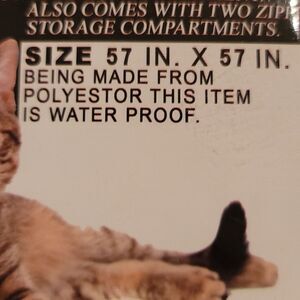 ALSO COMES WITH TWO
STORAGE COMPARTMENTS.
SIZE 57 IN. X 57 IN.
BEING MADE FROM
POLYESTOR THIS ITEM
IS WATER PROOF.